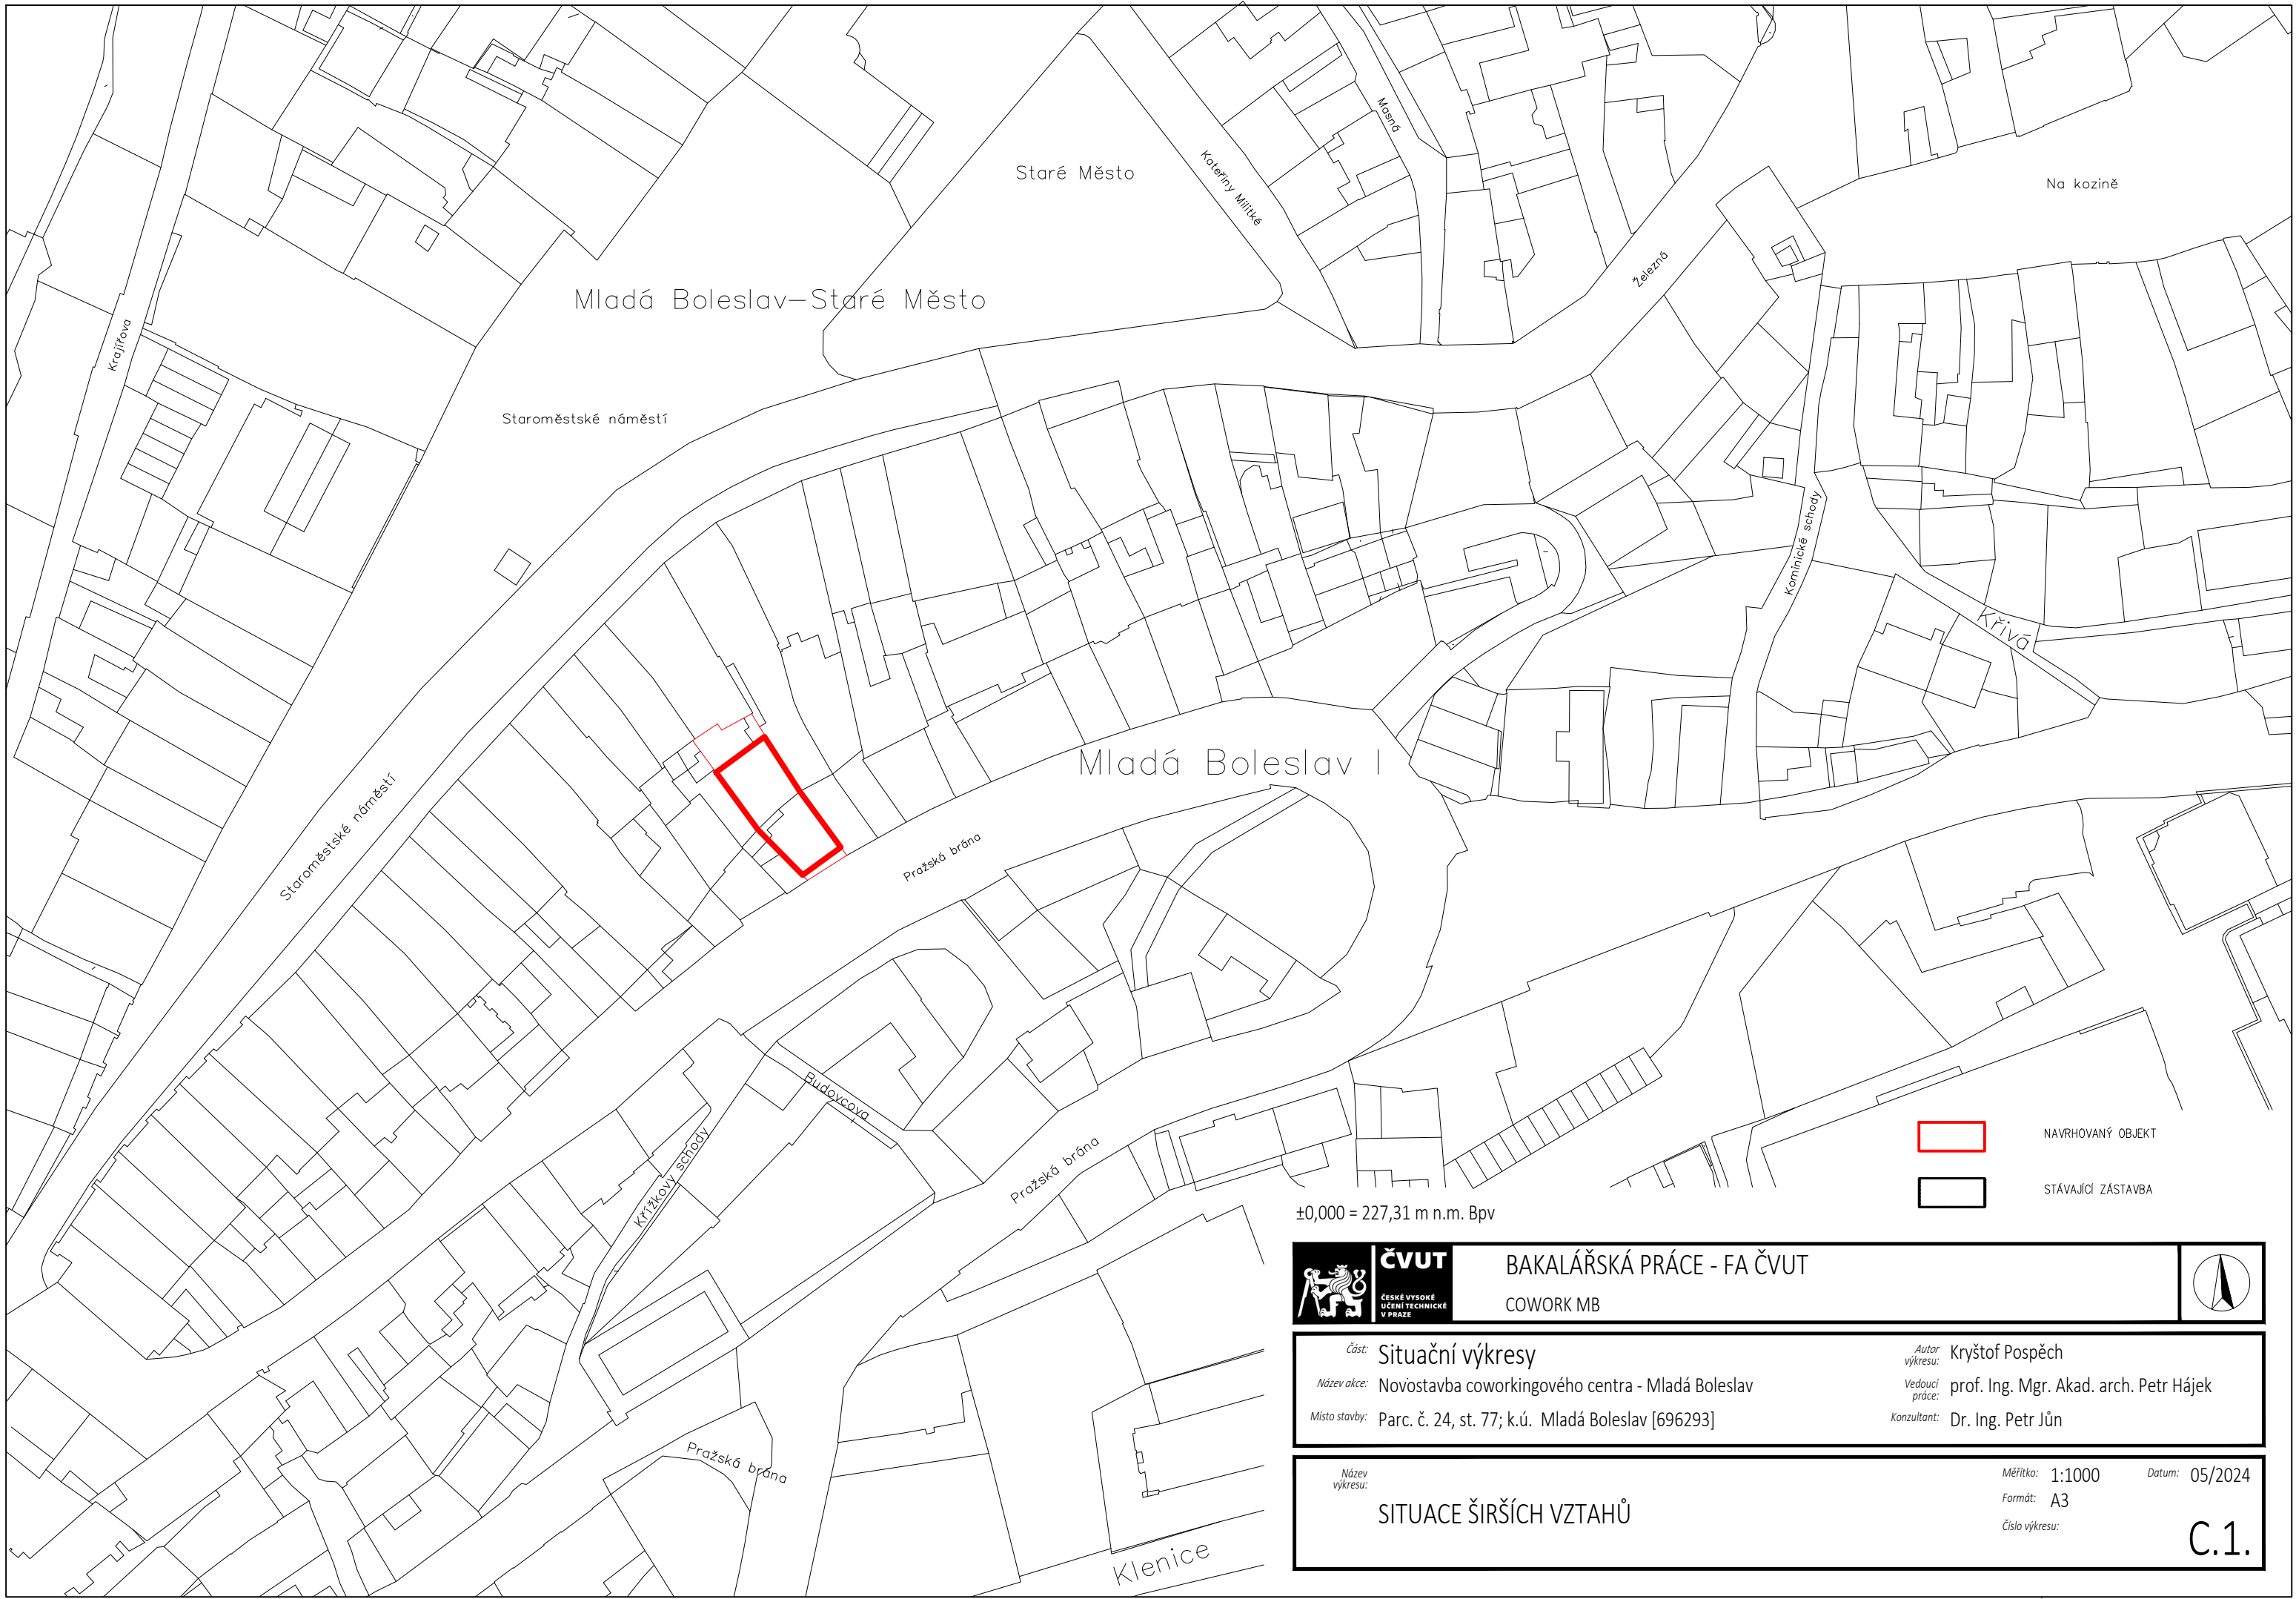 Masná
Kateřiny Militké
Staré Město
Na kozině
Železná
Mladá Boleslav–Staré Město
Krajířova
Staroměstské náměstí
Kominické schody
Křivá
Mladá Boleslav I
Staroměstské náměstí
Pražská brána
Budovcova
Křížkovy schody
Pražská brána
Pražská brána
Klenice
NAVRHOVANÝ OBJEKT
STÁVAJÍCÍ ZÁSTAVBA
±0,000 = 227,31 m n.m. Bpv
ČVUT
ČESKÉ VYSOKÉ
UČENÍ TECHNICKÉ
V PRAZE
BAKALÁŘSKÁ PRÁCE - FA ČVUT
COWORK MB
Část: Situační výkresy
Název akce: Novostavba coworkingového centra - Mladá Boleslav
Místo stavby: Parc. č. 24, st. 77; k.ú. Mladá Boleslav [696293]
Autor výkresu: Kryštof Pospěch
Vedoucí práce: prof. Ing. Mgr. Akad. arch. Petr Hájek
Konzultant: Dr. Ing. Petr Jůn
Název výkresu:
SITUACE ŠIRŠÍCH VZTAHŮ
Měřítko: 1:1000 Datum: 05/2024
Formát: A3
Číslo výkresu:
C.1.